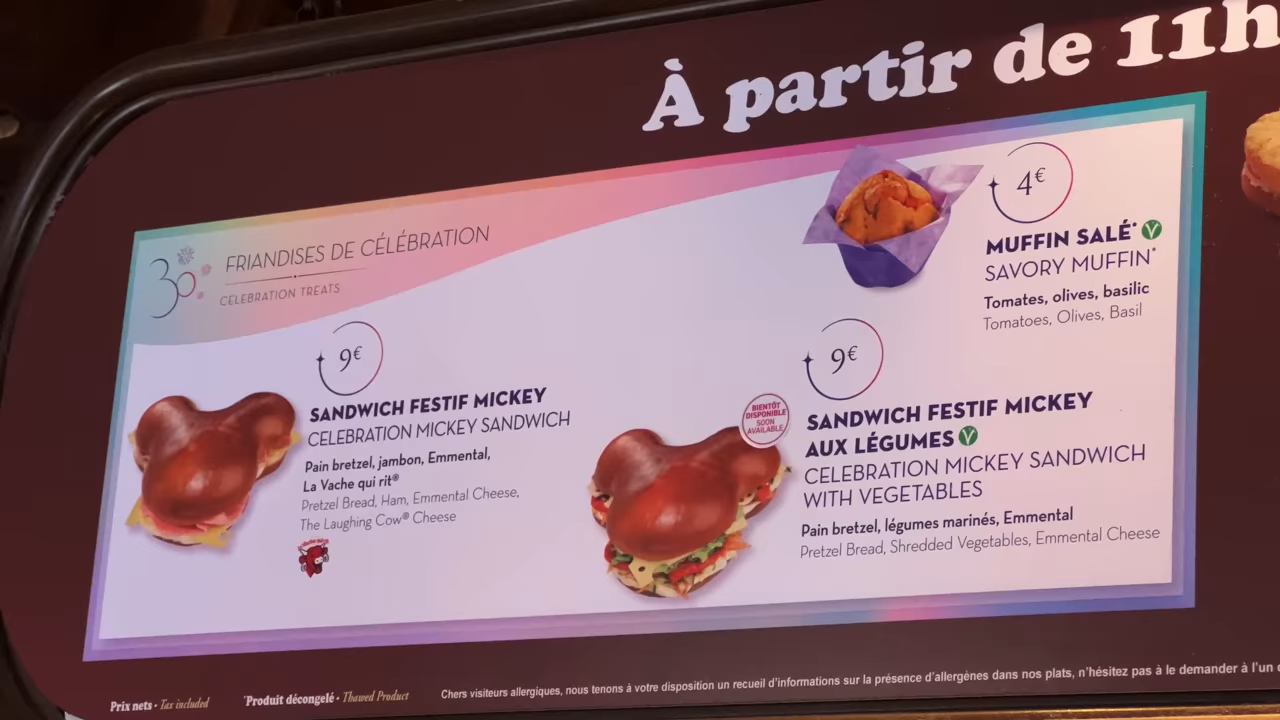 À partir de 11h
30
FRIANDISES DE CÉLÉBRATION
CELEBRATION TREATS
4€
MUFFIN SALÉ* V
SAVORY MUFFIN*
Tomates, olives, basilic
Tomatoes, Olives, Basil
9€
SANDWICH FESTIF MICKEY
CELEBRATION MICKEY SANDWICH
Pain bretzel, jambon, Emmental,
La Vache qui rit®
Pretzel Bread, Ham, Emmental Cheese,
The Laughing Cow® Cheese
BIENTÔT
DISPONIBLE
SOON
AVAILABLE
9€
SANDWICH FESTIF MICKEY
AUX LÉGUMES V
CELEBRATION MICKEY SANDWICH
WITH VEGETABLES
Pain bretzel, légumes marinés, Emmental
Pretzel Bread, Shredded Vegetables, Emmental Cheese
Prix nets • Tax included
*Produit décongelé • Thawed Product
Chers visiteurs allergiques, nous tenons à votre disposition un recueil d'informations sur la présence d'allergènes dans nos plats, n'hésitez pas à le demander à l'un